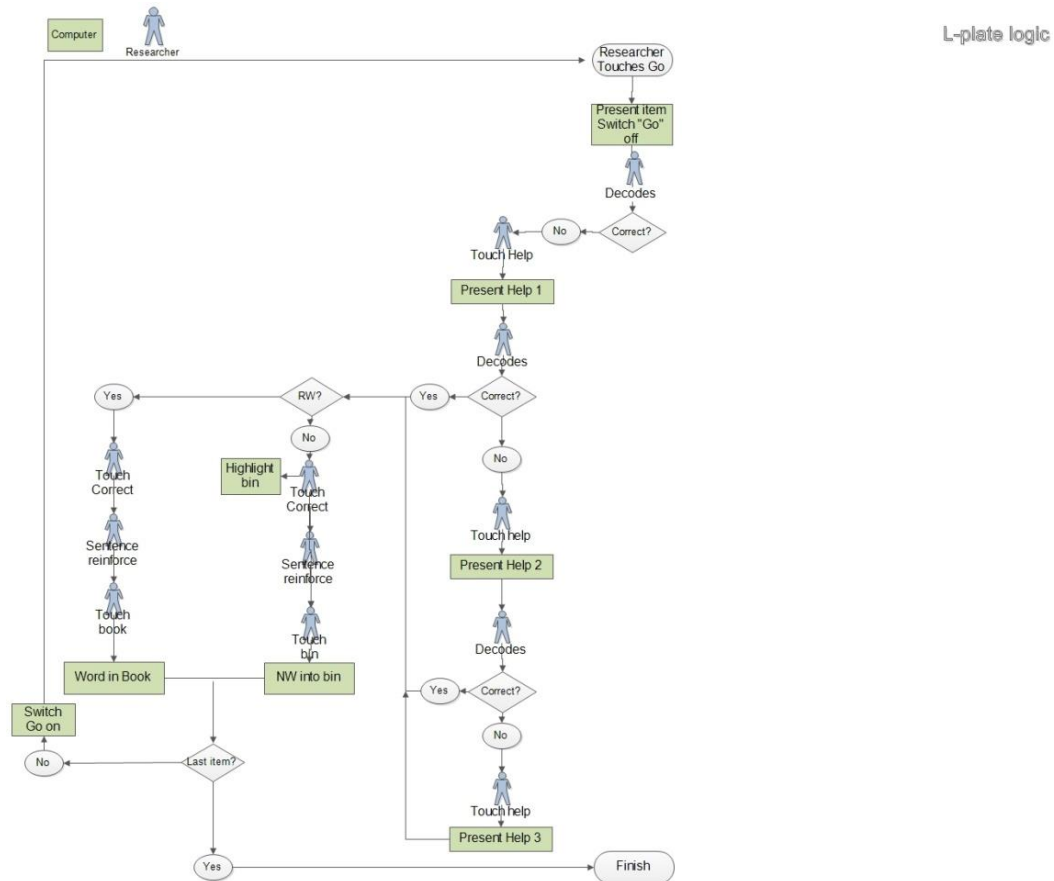 Computer
Researcher
L-plate logic
Researcher
Touches Go
Present item
Switch "Go"
off
Decodes
Correct?
No
Touch Help
Present Help 1
Decodes
Correct?
Yes
RW?
Yes
No
No
Touch
Correct
Highlight
bin
Touch
Correct
Touch help
Sentence
reinforce
Sentence
reinforce
Present Help 2
Touch
book
Touch
bin
Decodes
Word in Book
NW into bin
Yes
Correct?
Switch
Go on
No
No
Last item?
Touch help
Present Help 3
Yes
Finish